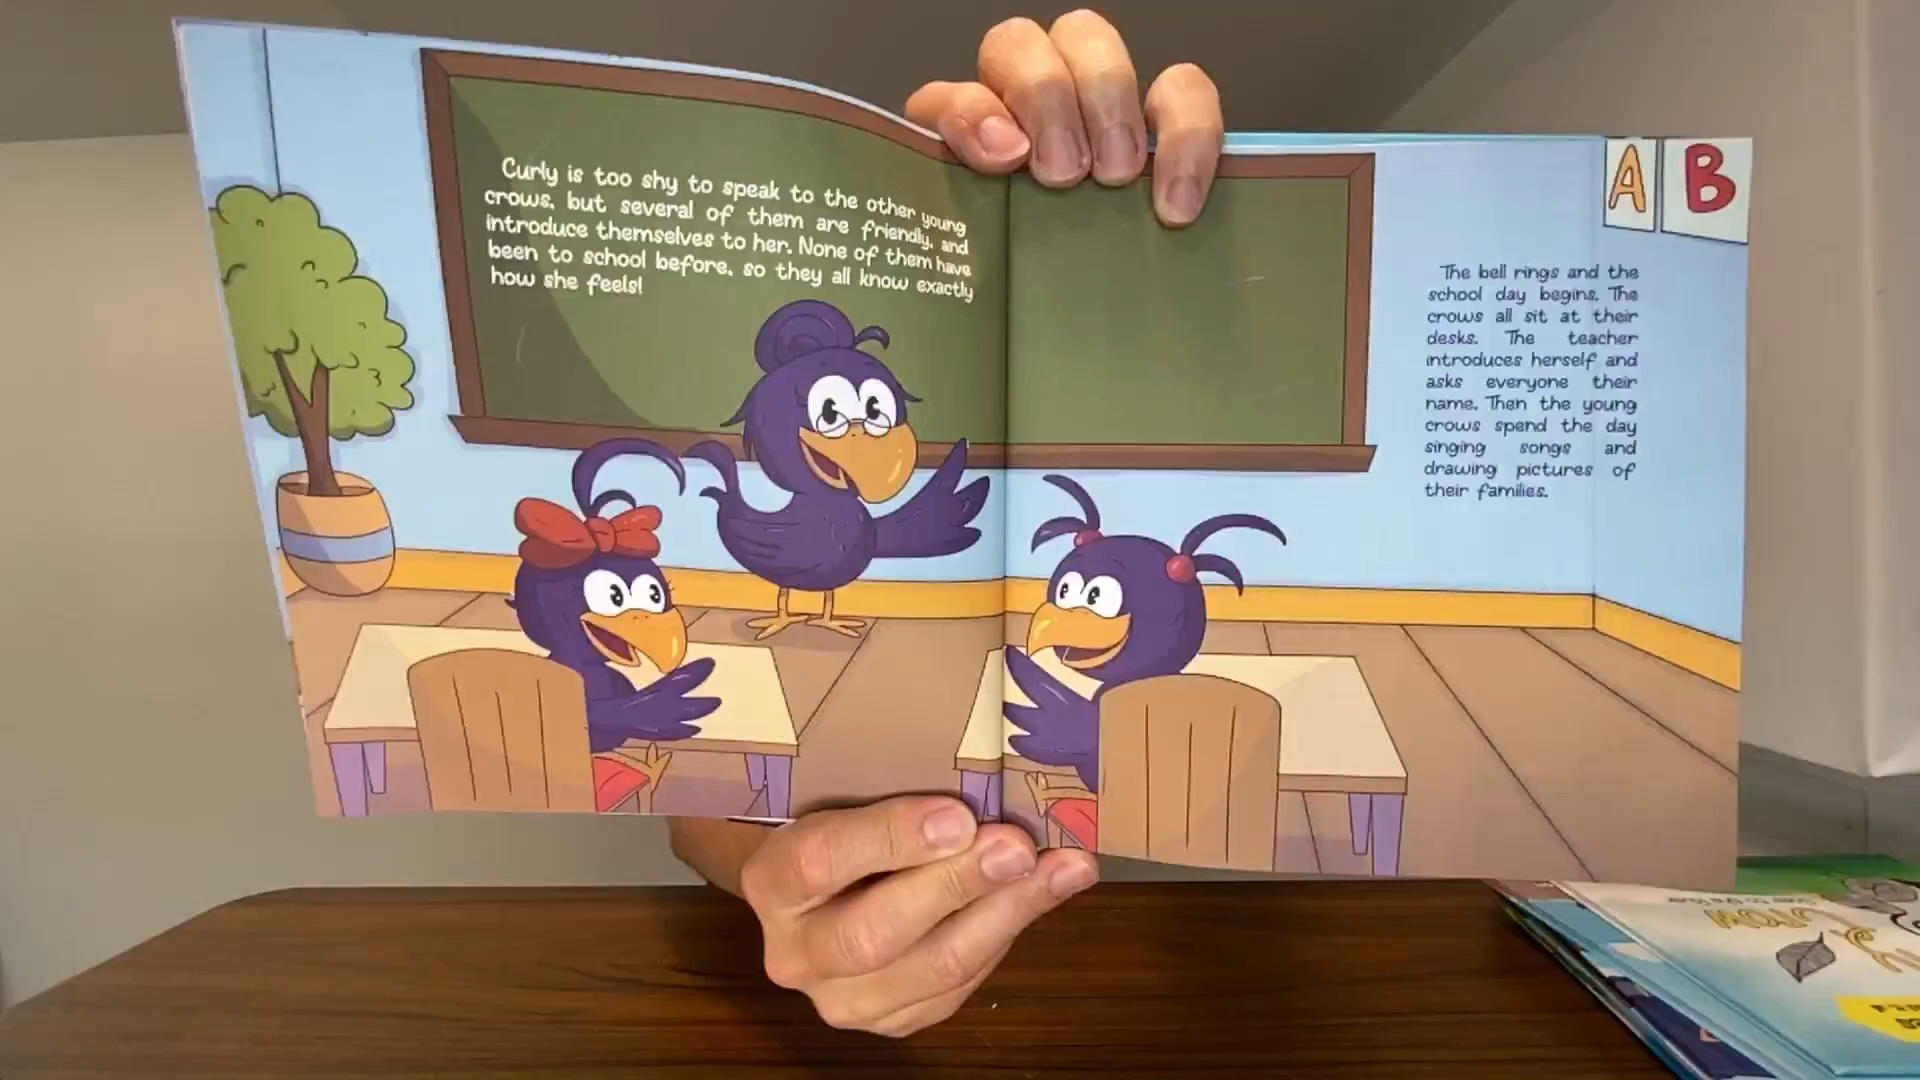 Curly is too shy to speak to the other young
crows, but several of them are friendly, and
introduce themselves to her. None of them have
been to school before, so they all know exactly
how she feels!
A B
The bell rings and the
school day begins. The
crows all sit at their
desks. The teacher
introduces herself and
asks everyone their
name. Then the young
crows spend the day
singing songs and
drawing pictures of
their families.
CROW